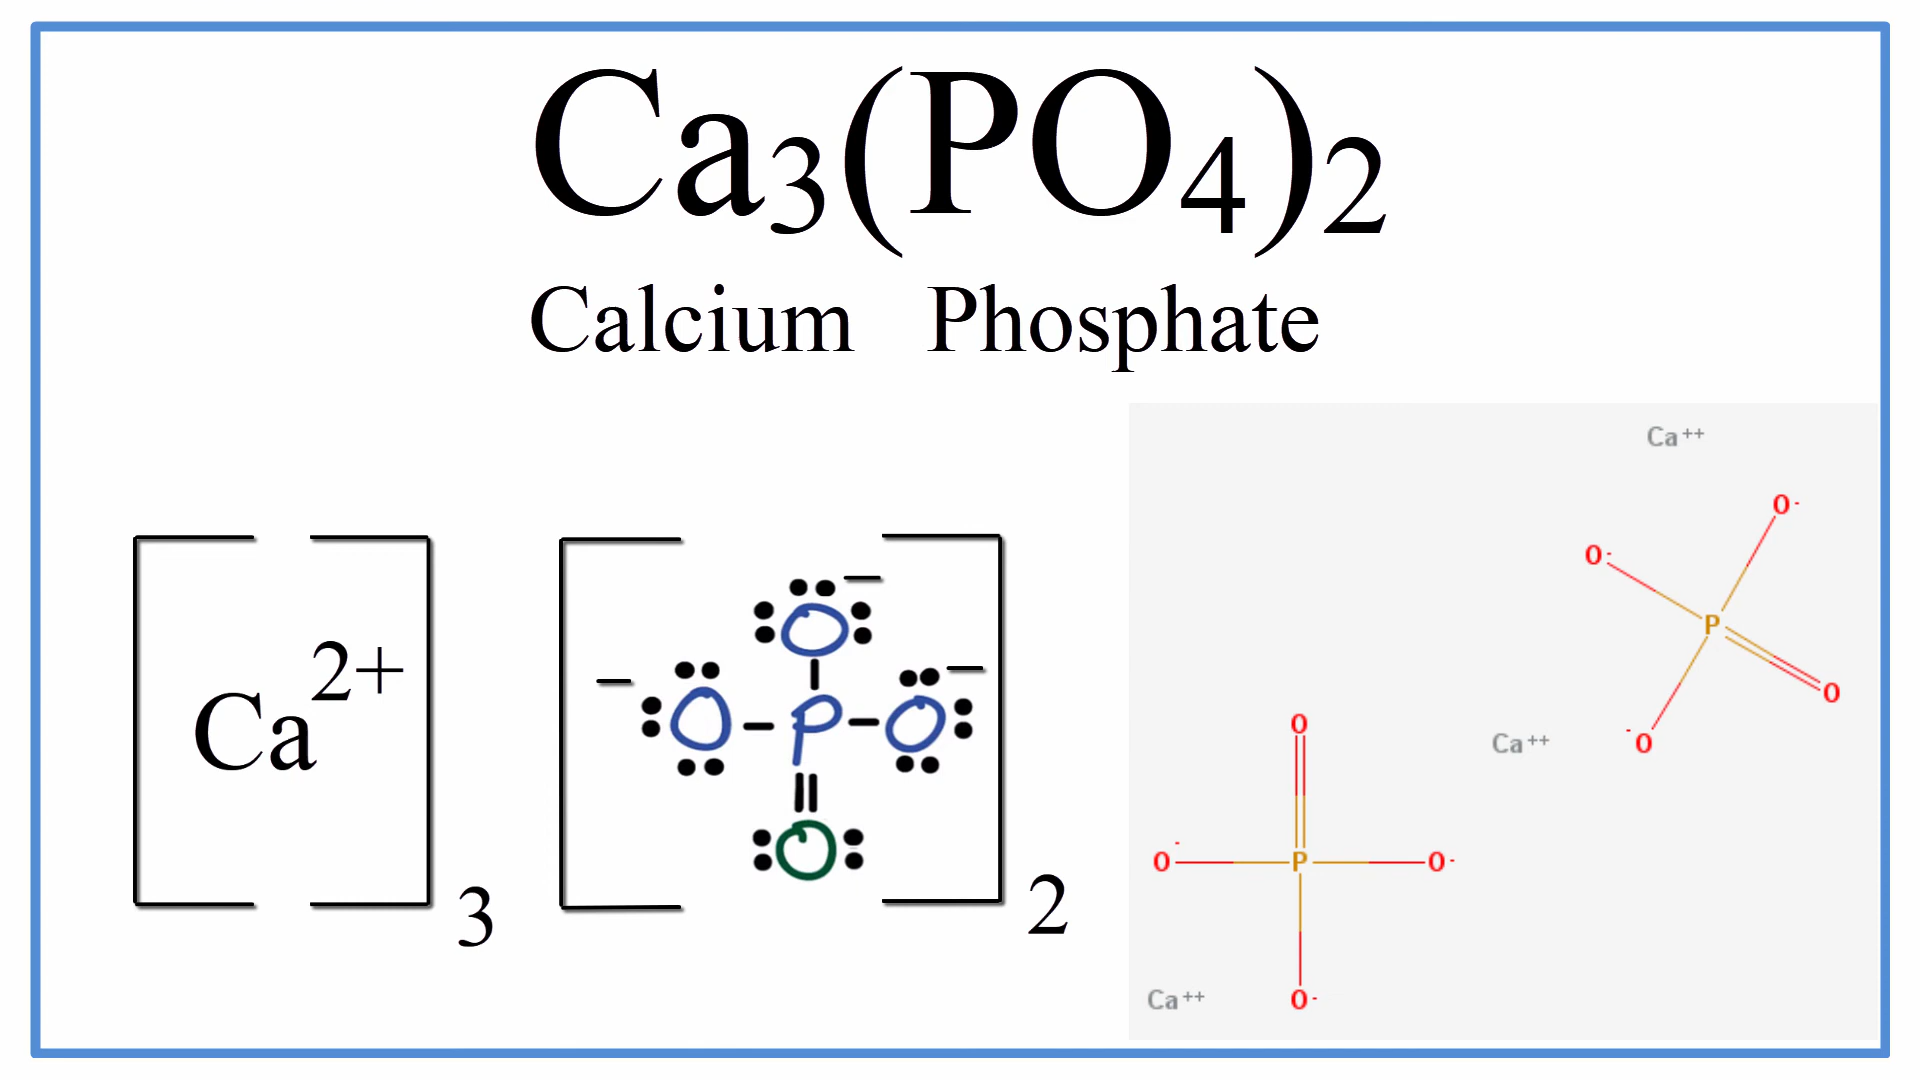 Ca₃(PO₄)₂
Calcium Phosphate
Ca²⁺ 3
O⁻
O⁻ P O⁻
O
2
Ca⁺⁺
O⁻
O⁻
P
O
Ca⁺⁺ ⁻O
O
O⁻ P O⁻
Ca⁺⁺ O⁻